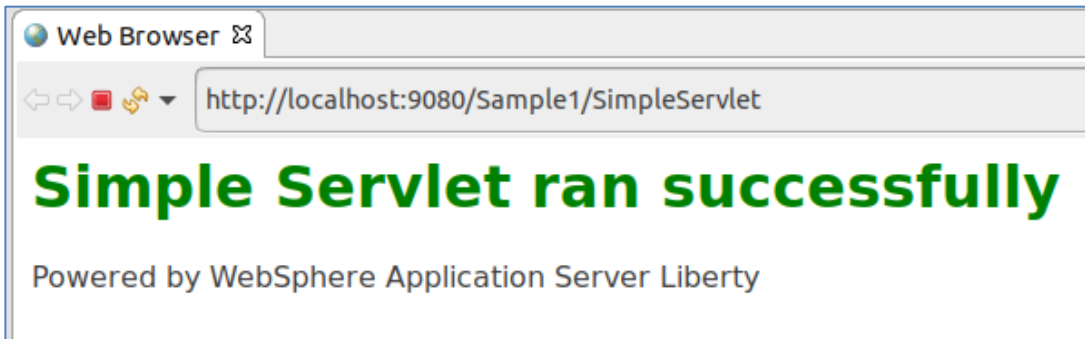 Web Browser
http://localhost:9080/Sample1/SimpleServlet
Simple Servlet ran successfully
Powered by WebSphere Application Server Liberty